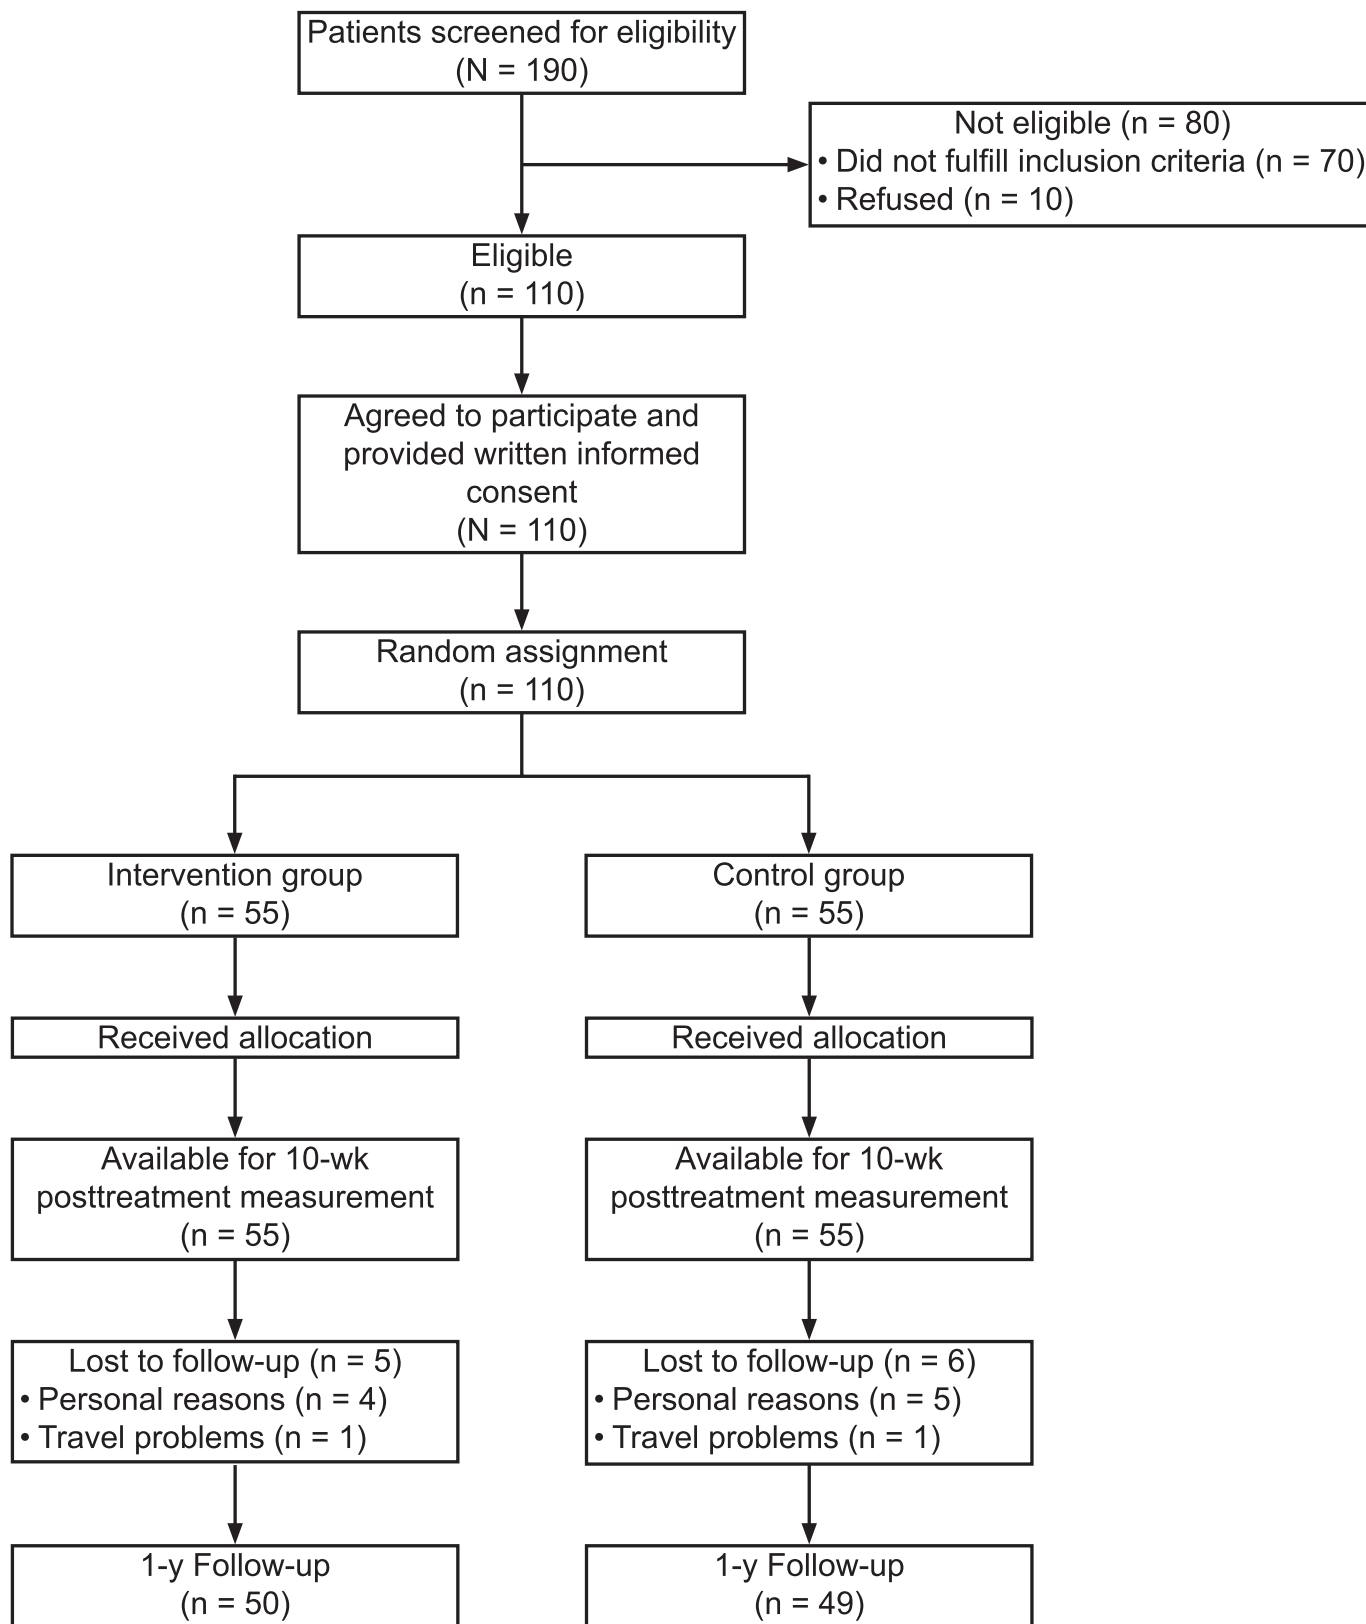 Patients screened for eligibility
(N = 190)
Not eligible (n = 80)
• Did not fulfill inclusion criteria (n = 70)
• Refused (n = 10)
Eligible
(n = 110)
Agreed to participate and
provided written informed
consent
(N = 110)
Random assignment
(n = 110)
Intervention group
(n = 55)
Control group
(n = 55)
Received allocation
Received allocation
Available for 10-wk
posttreatment measurement
(n = 55)
Available for 10-wk
posttreatment measurement
(n = 55)
Lost to follow-up (n = 5)
• Personal reasons (n = 4)
• Travel problems (n = 1)
Lost to follow-up (n = 6)
• Personal reasons (n = 5)
• Travel problems (n = 1)
1-y Follow-up
(n = 50)
1-y Follow-up
(n = 49)